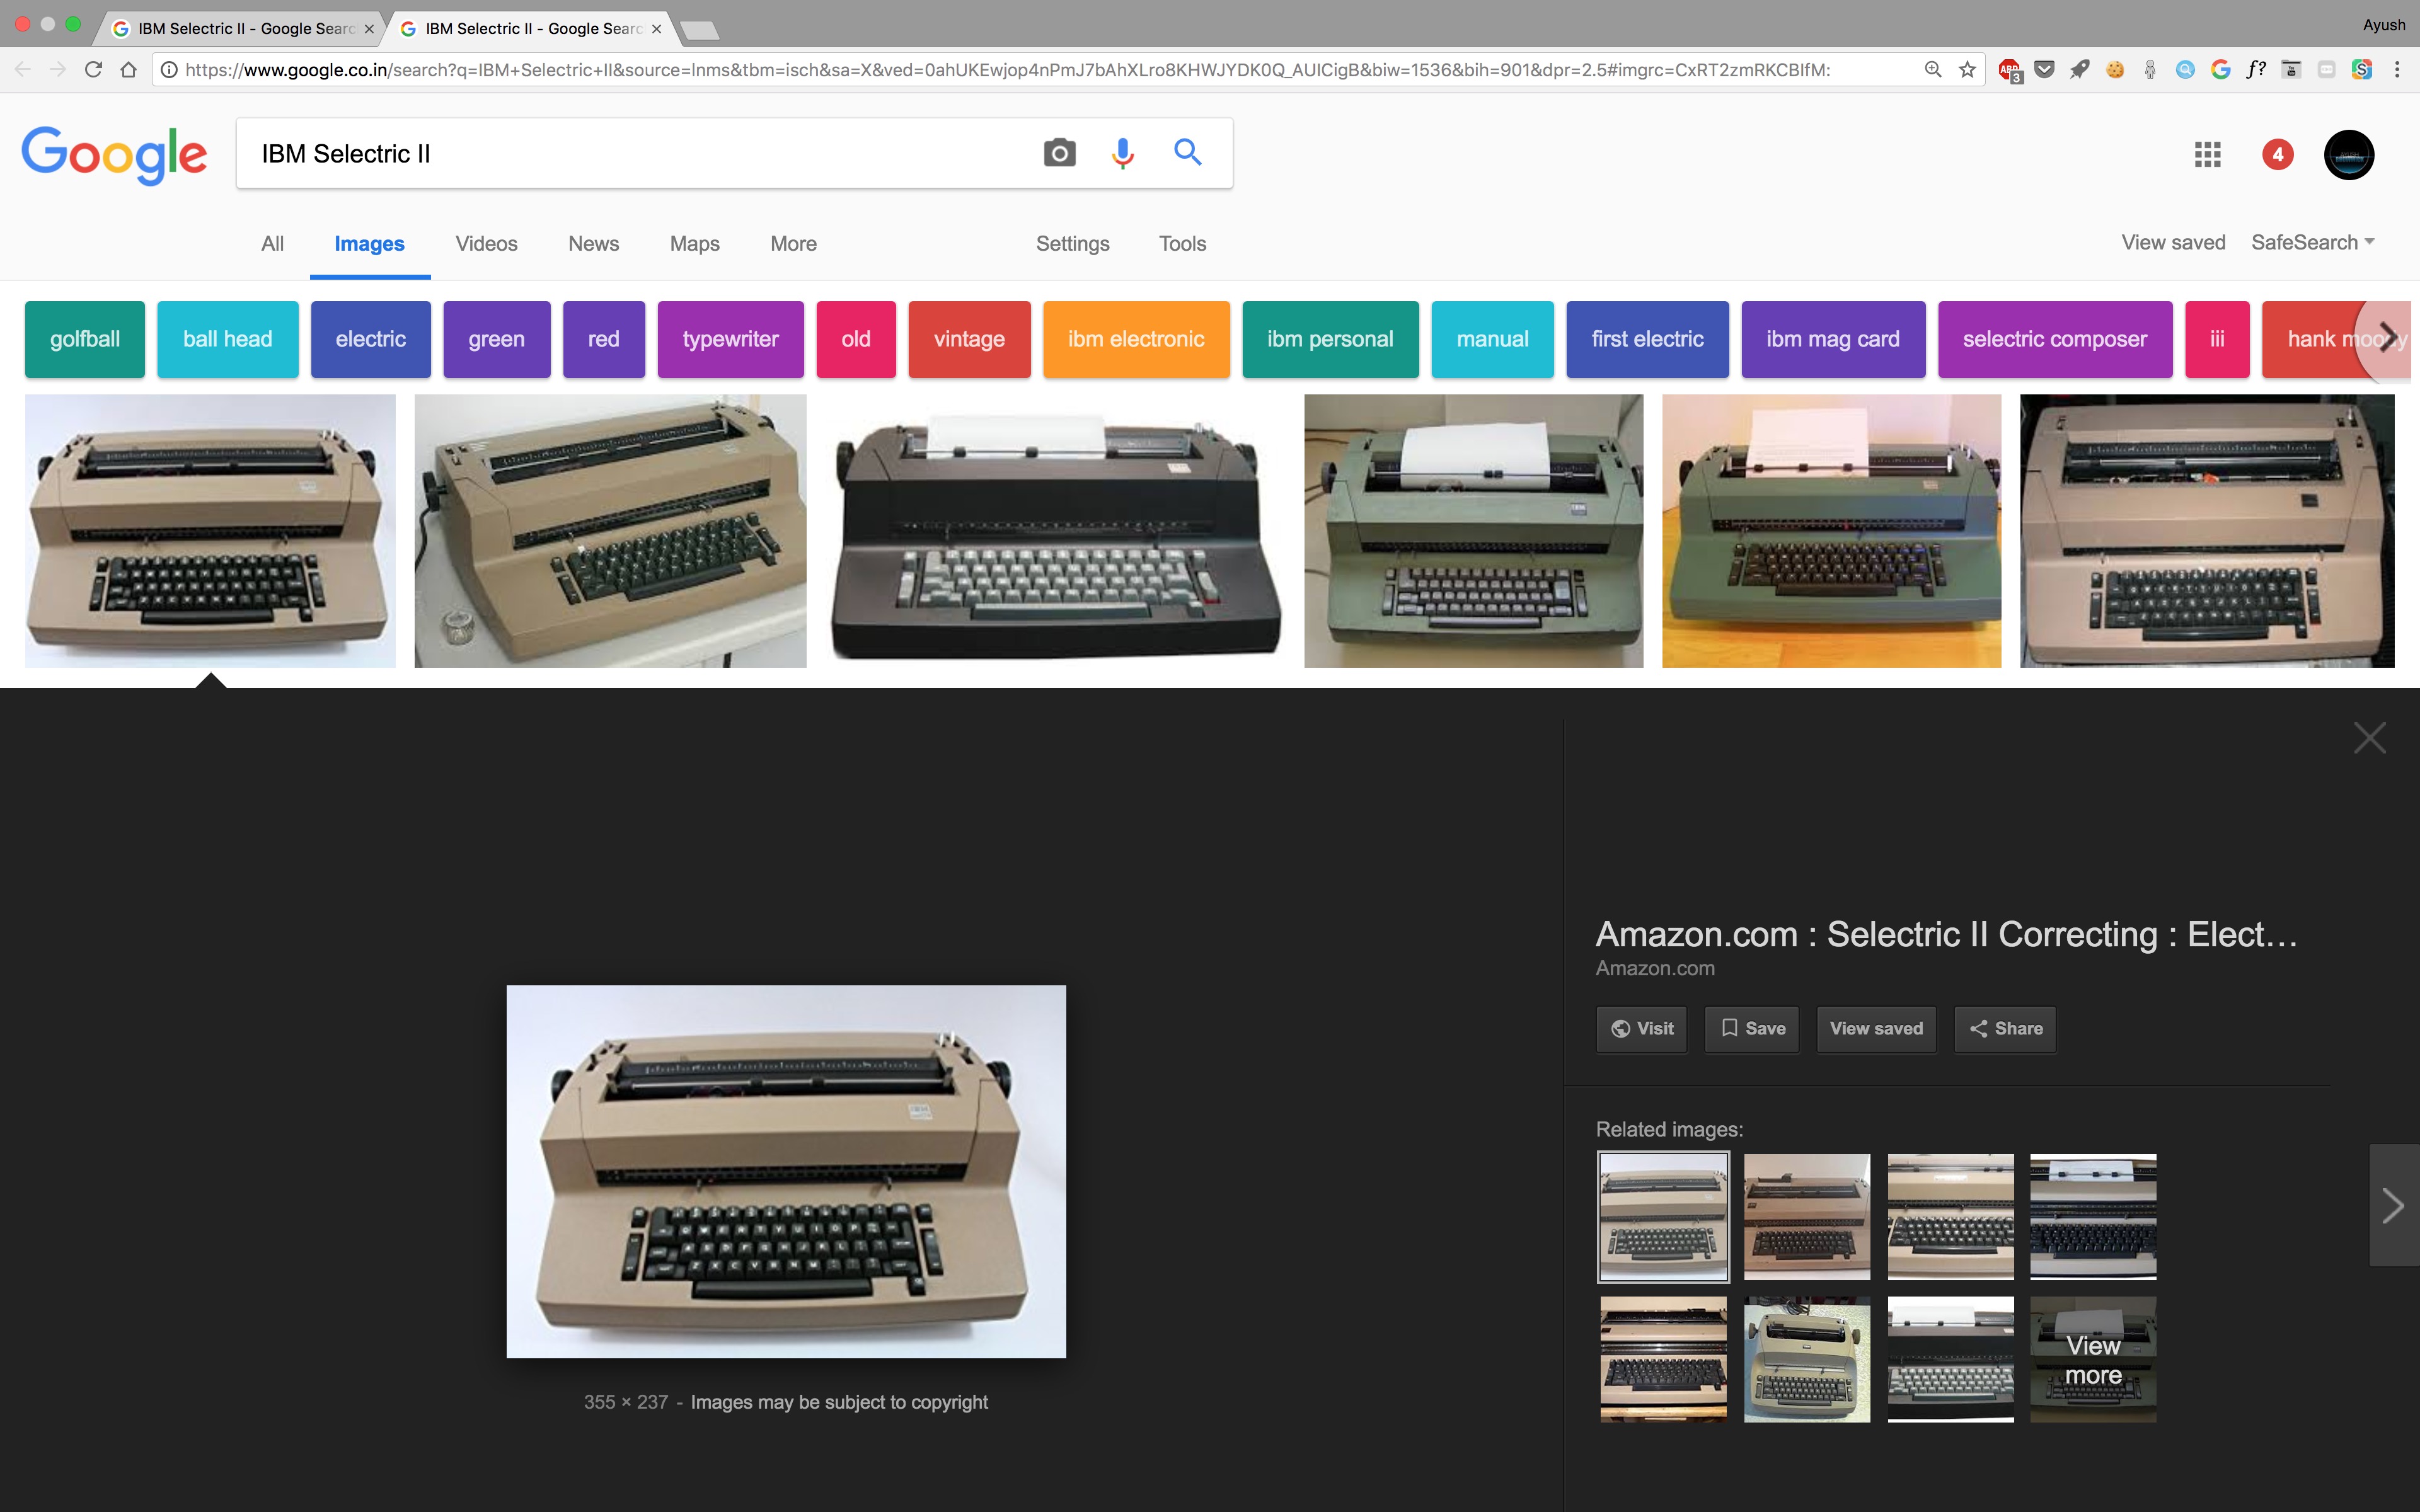 IBM Selectric II - Google Searc
IBM Selectric II - Google Searc
Ayush
https://www.google.co.in/search?q=IBM+Selectric+II&source=lnms&tbm=isch&sa=X&ved=0ahUKEwjop4nPmJ7bAhXLro8KHWJYDK0Q_AUICigB&biw=1536&bih=901&dpr=2.5#imgrc=CxRT2zmRKCBIfM:
ABP
3
f?
S
Google
IBM Selectric II
4
All
Images
Videos
News
Maps
More
Settings
Tools
View saved
SafeSearch
golfball
ball head
electric
green
red
typewriter
old
vintage
ibm electronic
ibm personal
manual
first electric
ibm mag card
selectric composer
iii
hank moody
Amazon.com : Selectric II Correcting : Elect...
Amazon.com
Visit
Save
View saved
Share
Related images:
View
more
355 × 237 - Images may be subject to copyright